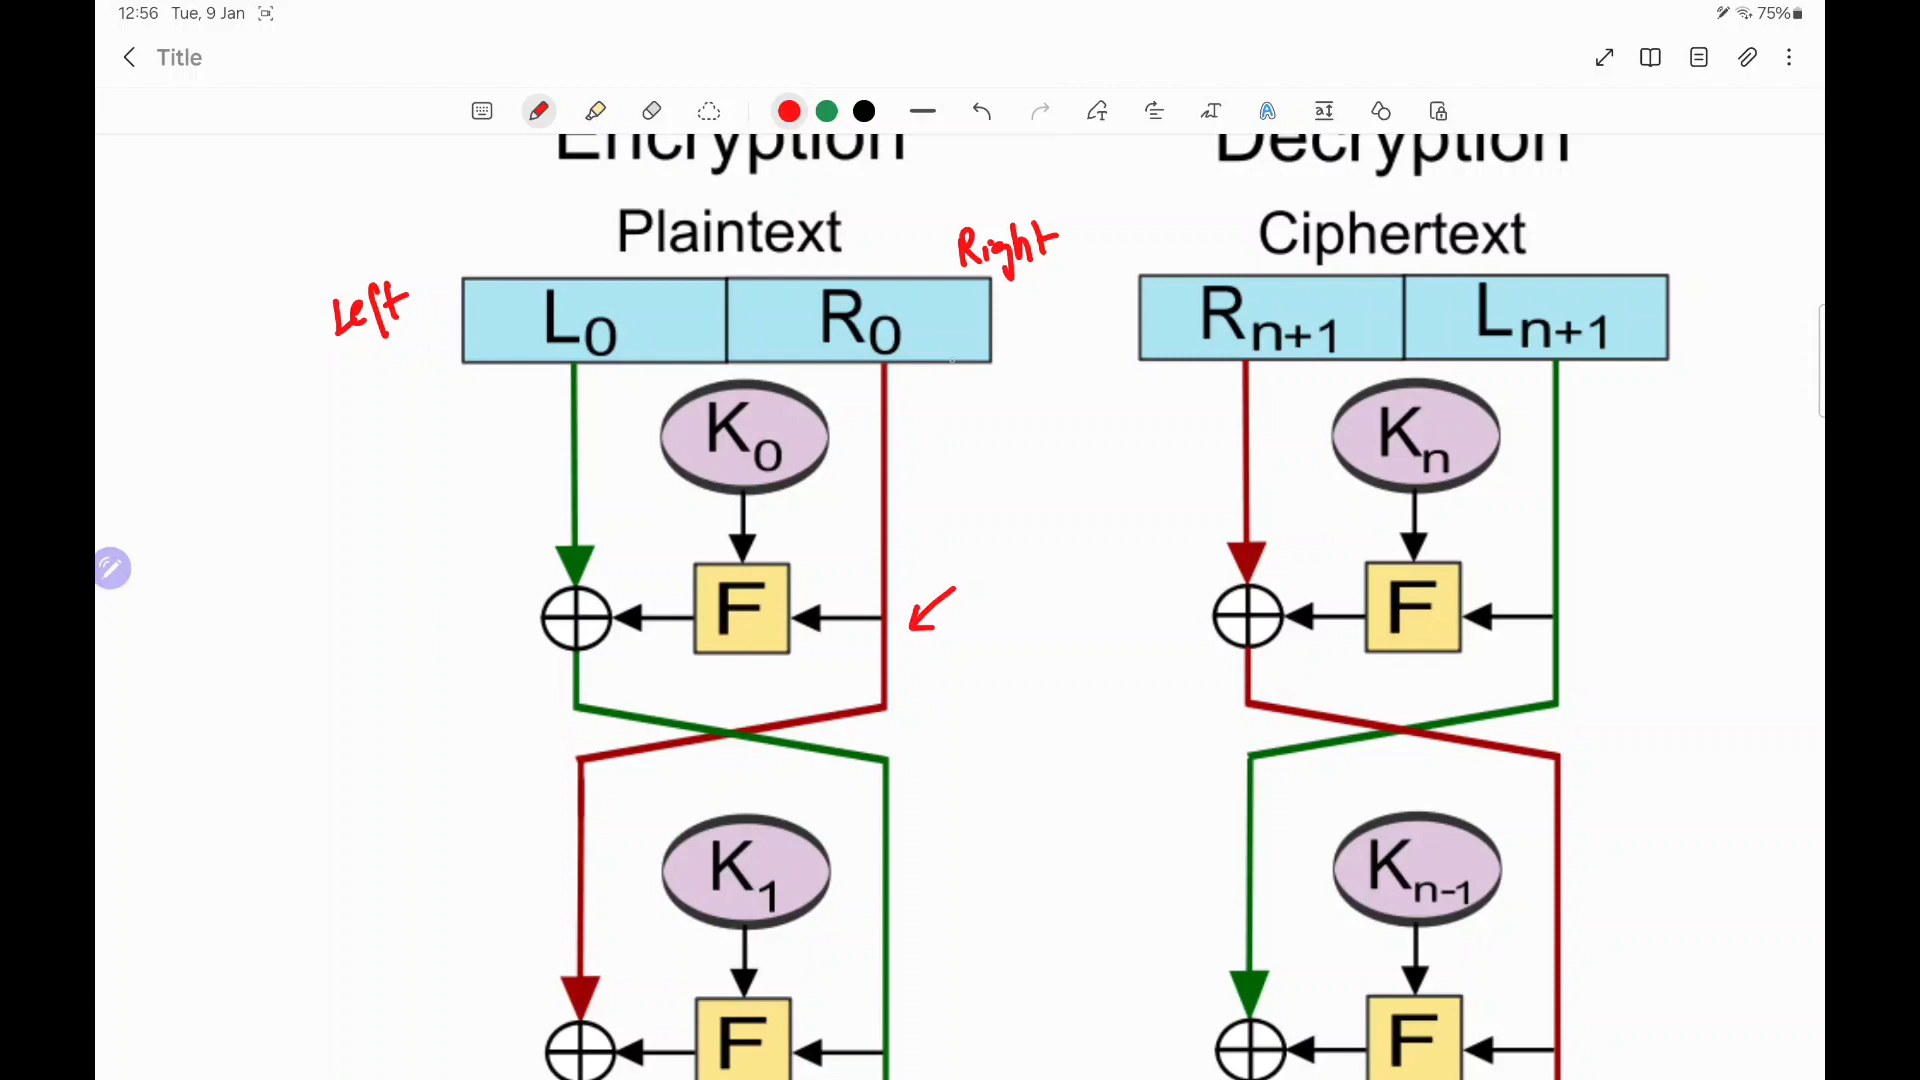 12:56 Tue, 9 Jan 75%
Title
Encryption Decryption
Plaintext Right Ciphertext
Left L0 R0 Rn+1 Ln+1
K0 Kn
F F
K1 Kn-1
F F